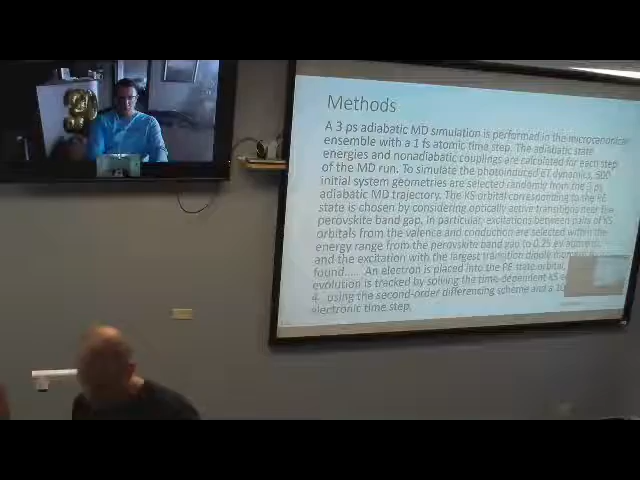 Methods
A 3 ps adiabatic MD simulation is performed in the microcanonical
ensemble with a 1 fs atomic time step. The adiabatic state
energies and nonadiabatic couplings are calculated for each step
of the MD run. To simulate the photoinduced ET dynamics, 500
initial system geometries are selected randomly from the 3 ps
adiabatic MD trajectory. The KS orbital corresponding to the PE
state is chosen by considering optically active transitions near the
perovskite band gap. In particular, excitations between pairs of KS
orbitals from the valence and conduction are selected within the
energy range from the perovskite band gap to 0.25 eV
and the excitation with the largest transition dipole
found..... An electron is placed into the PE state orbital,
evolution is tracked by solving the time-dependent KS
4 using the second-order differencing scheme and a
electronic time step.